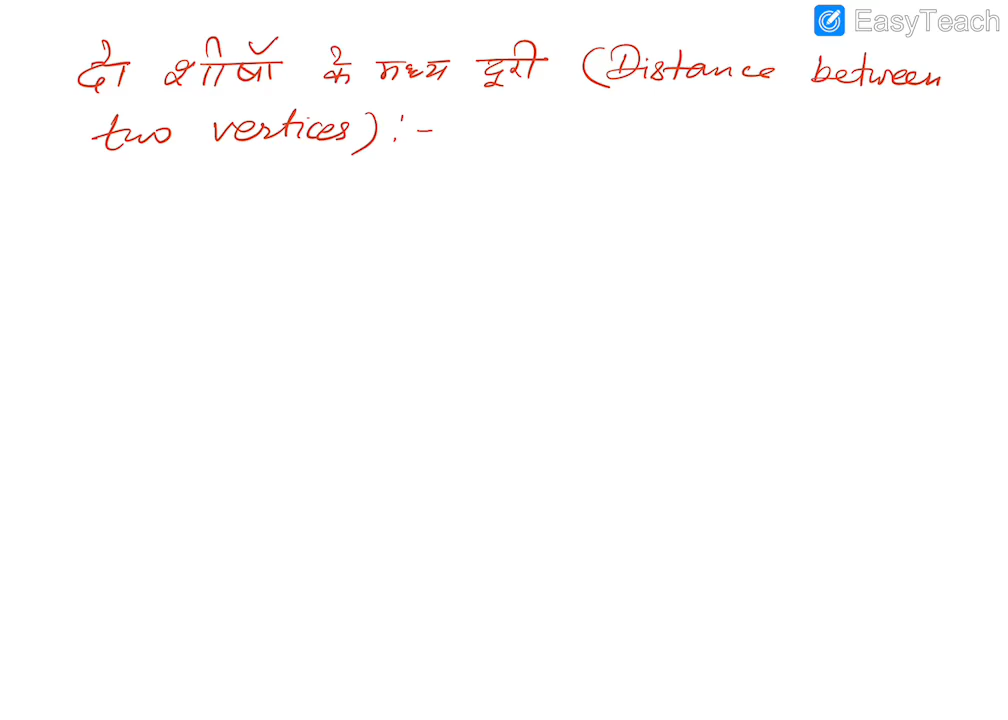 EasyTeach
दो शीर्षों के मध्य दूरी (Distance between
two vertices) :-